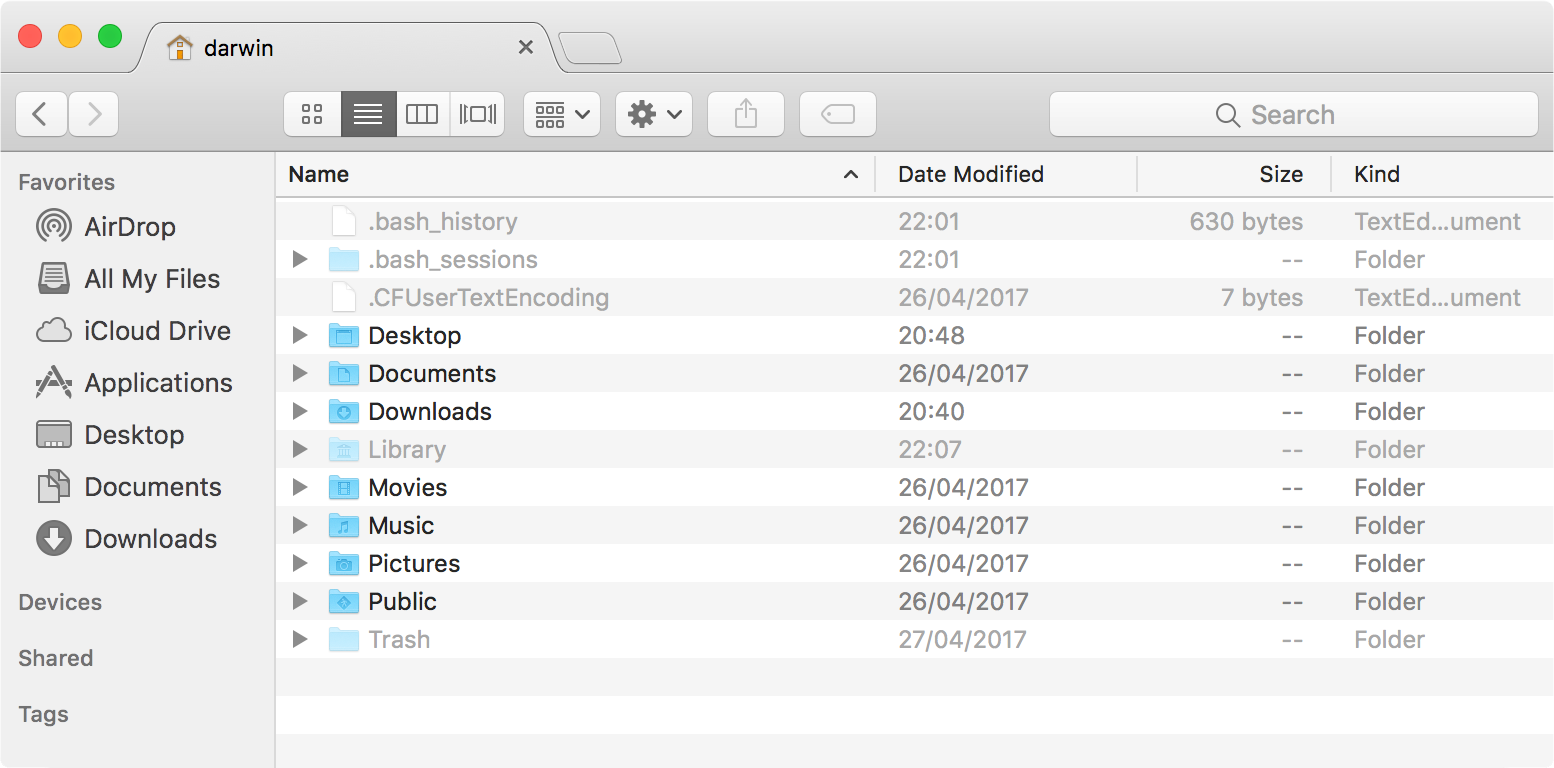 darwin
Search
Favorites
AirDrop
All My Files
iCloud Drive
Applications
Desktop
Documents
Downloads
Devices
Shared
Tags
Name Date Modified Size Kind
.bash_history 22:01 630 bytes TextEd...ument
.bash_sessions 22:01 -- Folder
.CFUserTextEncoding 26/04/2017 7 bytes TextEd...ument
Desktop 20:48 -- Folder
Documents 26/04/2017 -- Folder
Downloads 20:40 -- Folder
Library 22:07 -- Folder
Movies 26/04/2017 -- Folder
Music 26/04/2017 -- Folder
Pictures 26/04/2017 -- Folder
Public 26/04/2017 -- Folder
Trash 27/04/2017 -- Folder